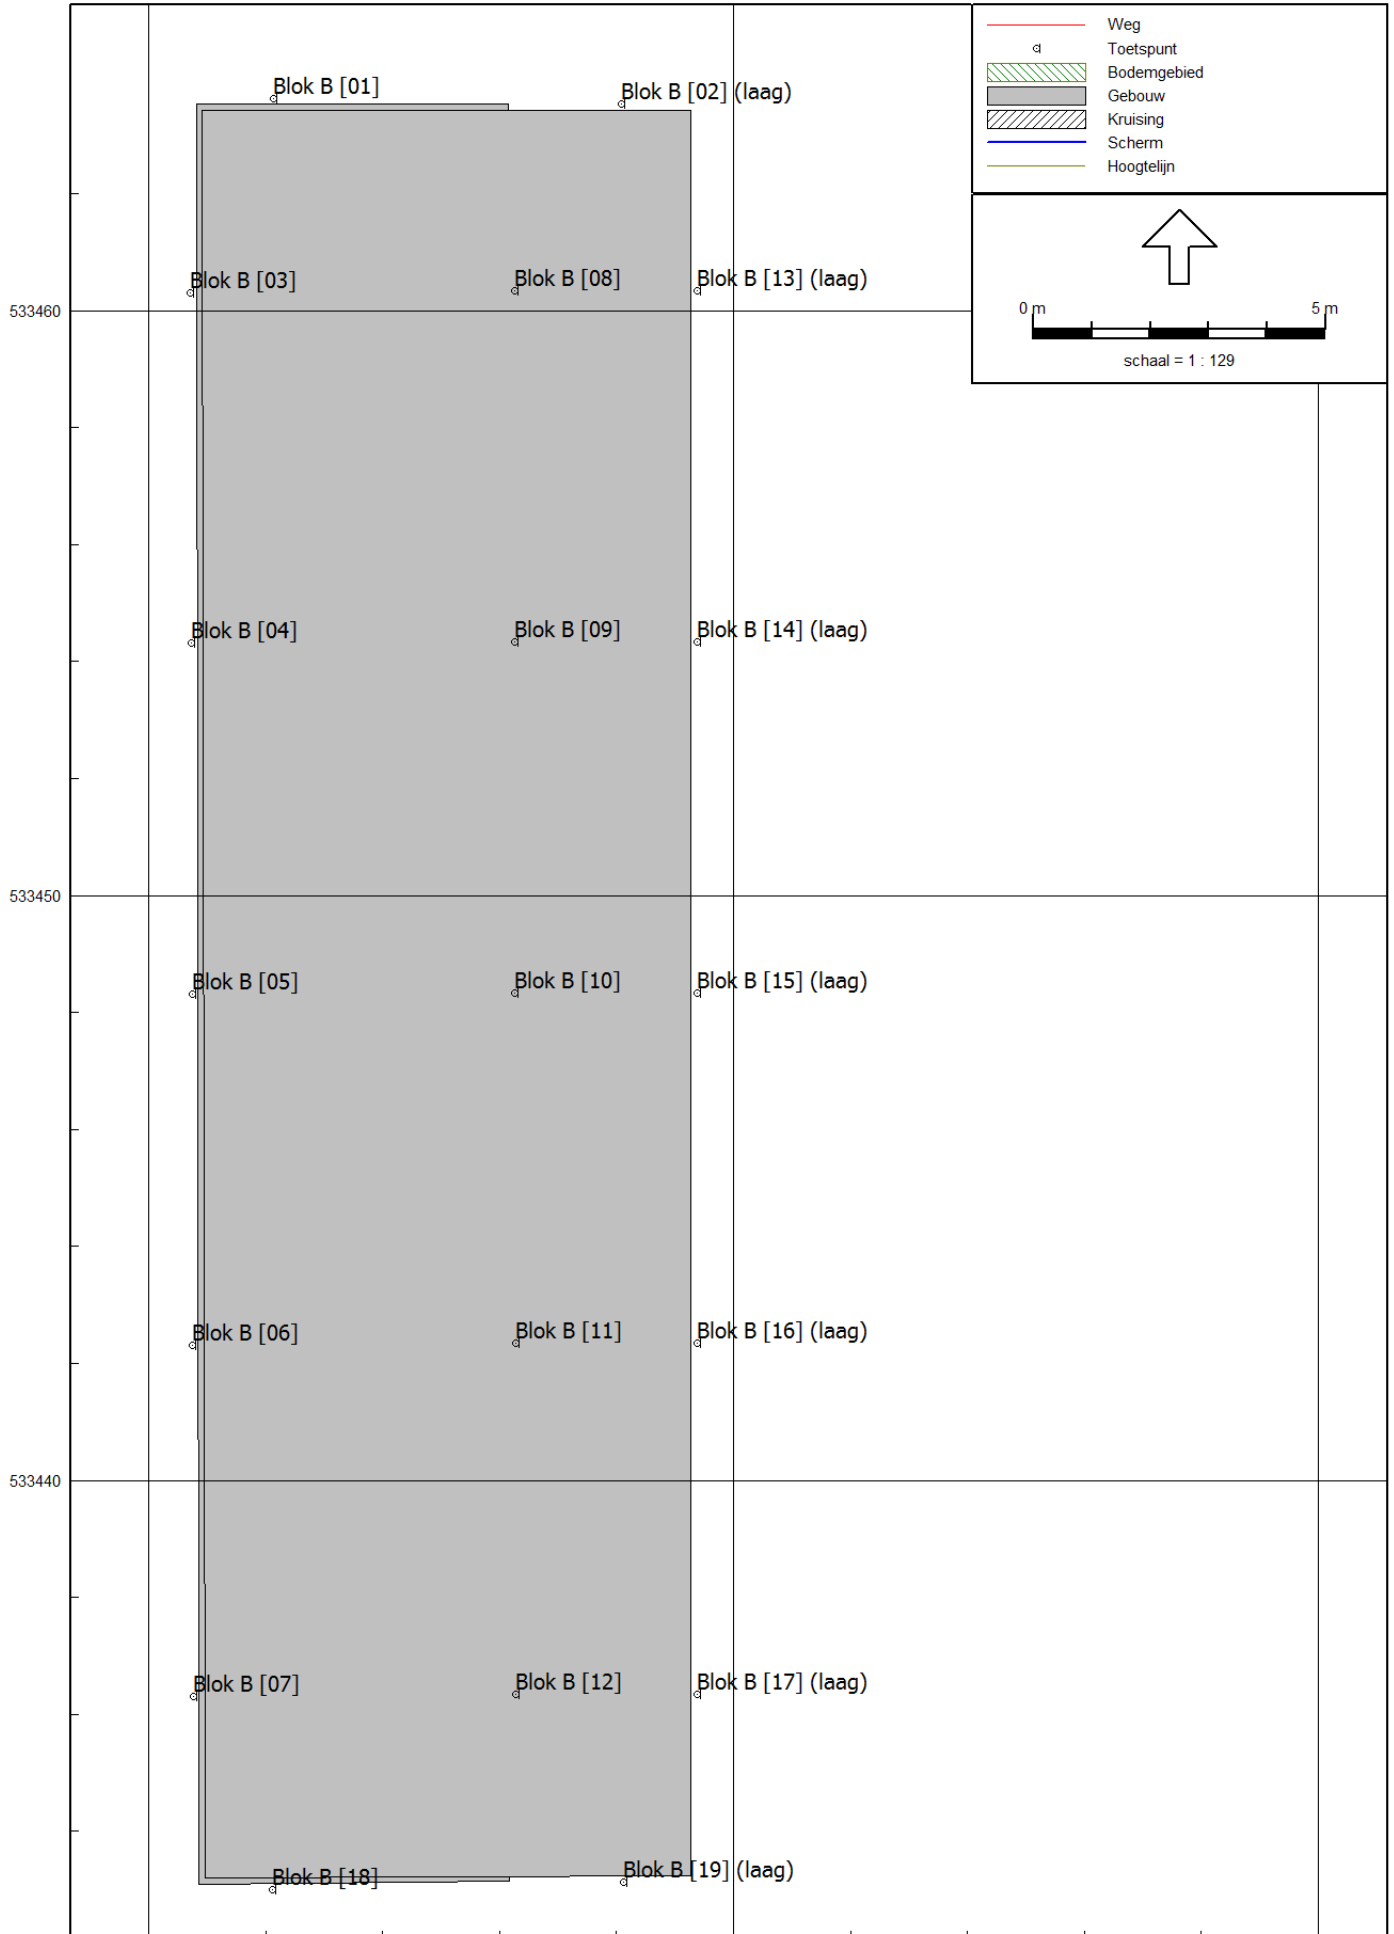 Weg
Toetspunt
Bodemgebied
Gebouw
Kruising
Scherm
Hoogtelijn
0 m 5 m
schaal = 1 : 129
Blok B [01]
Blok B [02] (laag)
Blok B [03]
Blok B [08]
Blok B [13] (laag)
533460
Blok B [04]
Blok B [09]
Blok B [14] (laag)
533450
Blok B [05]
Blok B [10]
Blok B [15] (laag)
Blok B [06]
Blok B [11]
Blok B [16] (laag)
533440
Blok B [07]
Blok B [12]
Blok B [17] (laag)
Blok B [18]
Blok B [19] (laag)